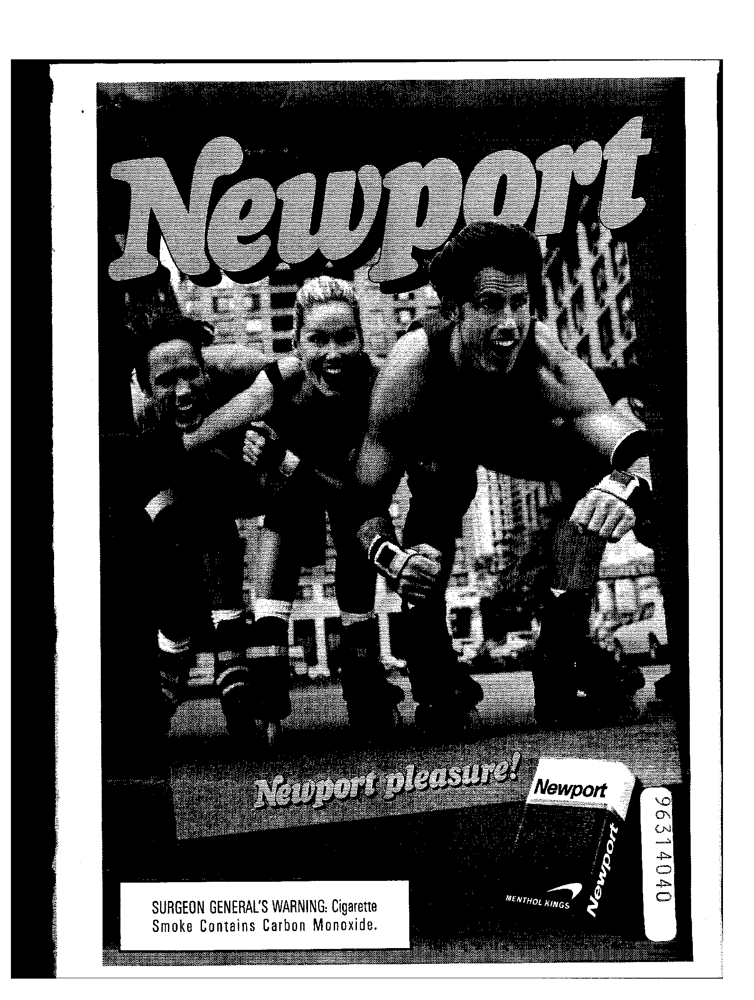 Newport
Newport pleasure!
Newport
Newport
MENTHOL KINGS
96314040
SURGEON GENERAL'S WARNING: Cigarette
Smoke Contains Carbon Monoxide.